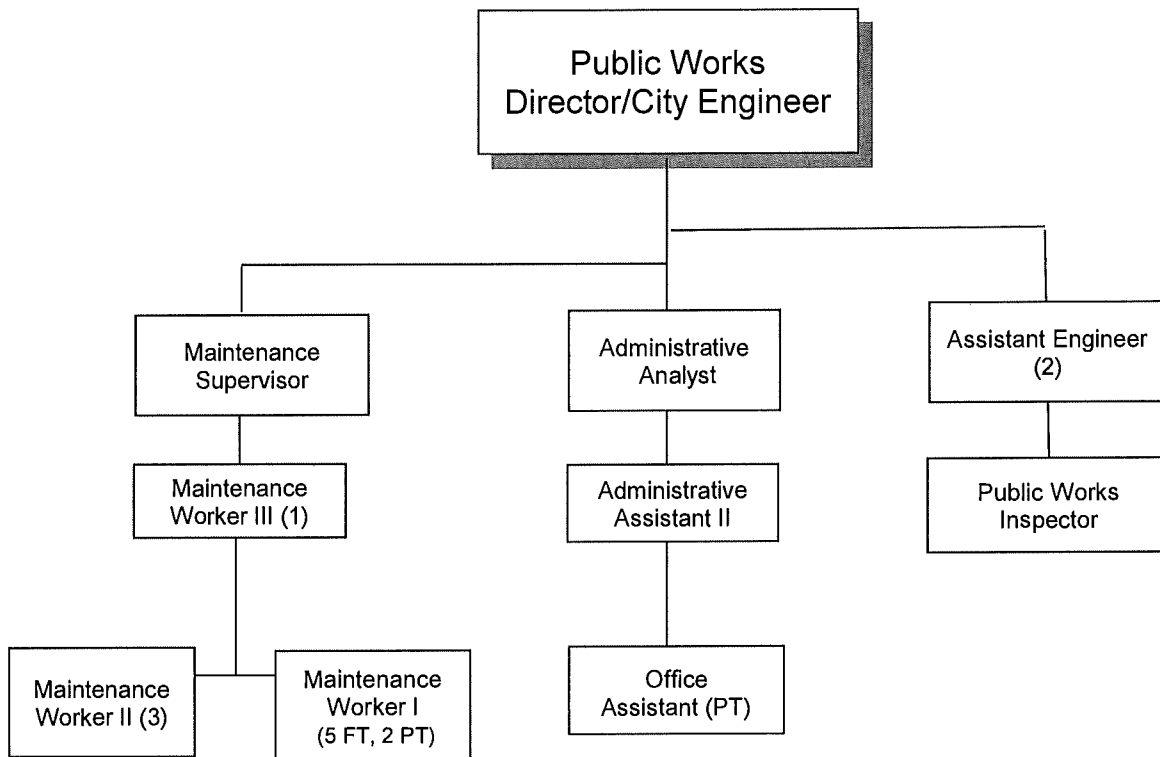 Public Works
Director/City Engineer
Maintenance
Supervisor
Administrative
Analyst
Assistant Engineer
(2)
Maintenance
Worker III (1)
Administrative
Assistant II
Public Works
Inspector
Maintenance
Worker II (3)
Maintenance
Worker I
(5 FT, 2 PT)
Office
Assistant (PT)